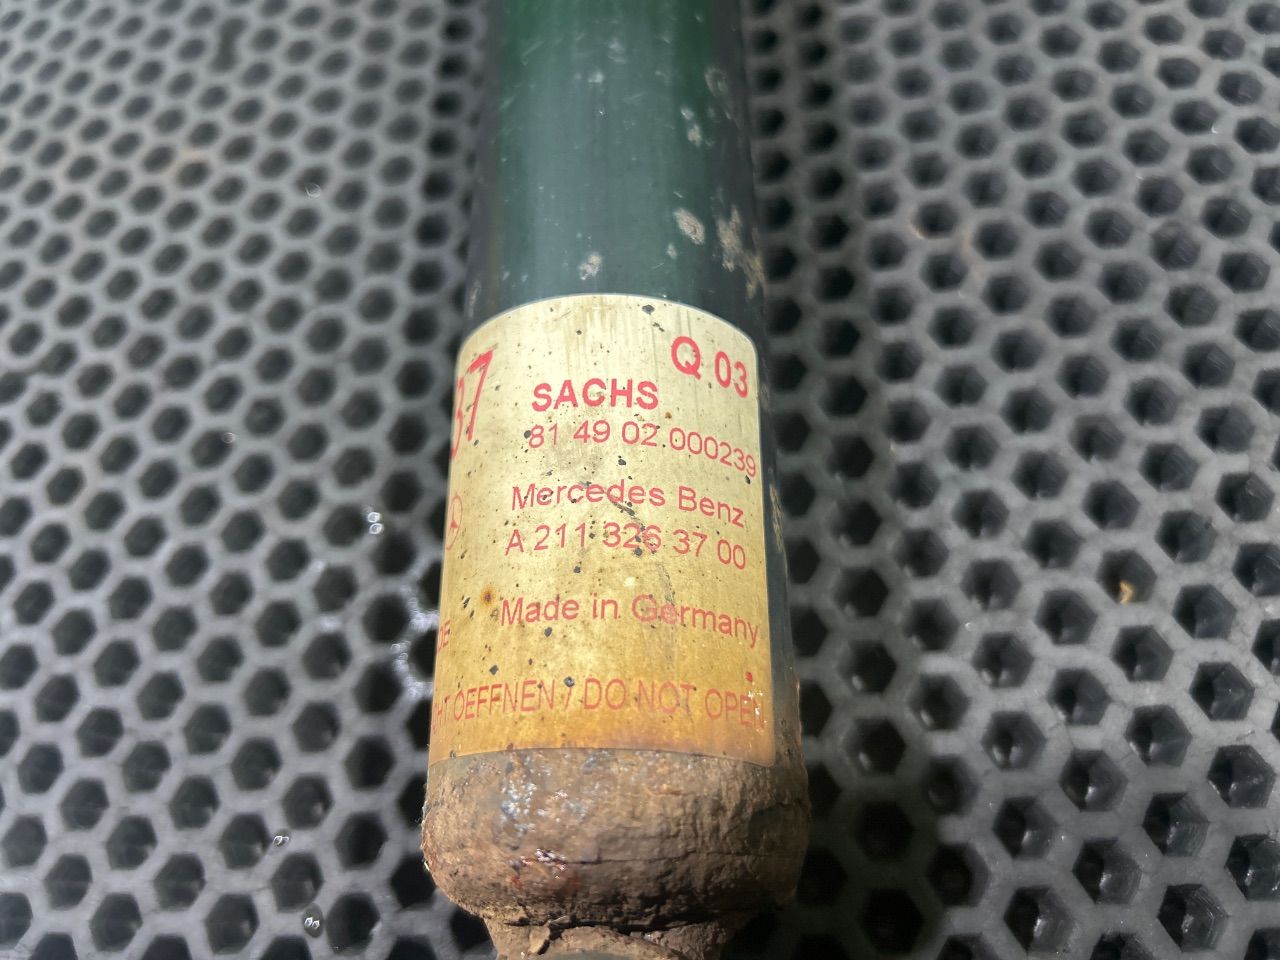 Q 03
37
SACHS
81 49 02.000239
Mercedes Benz
A 211 326 37 00
Made in Germany
OEFFNEN / DO NOT OPEN